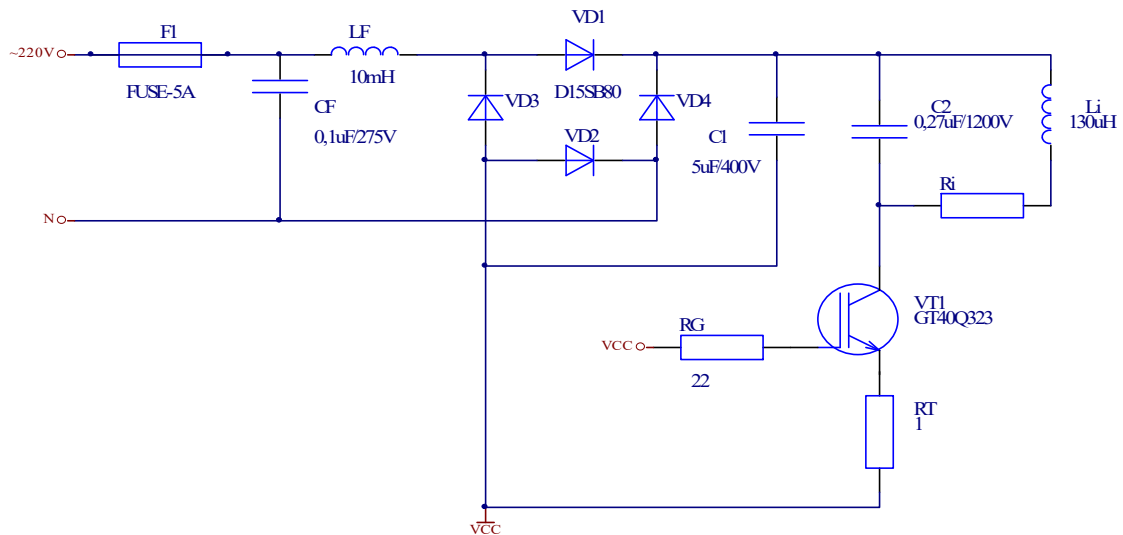 VD1
F1
LF
~220V
FUSE-5A
10mH
D15SB80
VD3
VD4
CF
0,1uF/275V
VD2
C1
5uF/400V
C2
0,27uF/1200V
Li
130uH
Ri
N
VT1
GT40Q323
RG
VCC
22
RT
1
VCC